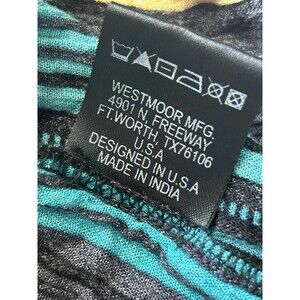 WESTMOOR MFG.
4901 N. FREEWAY
FT.WORTH, TX76106
U.S.A
DESIGNED IN U.S.A
MADE IN INDIA